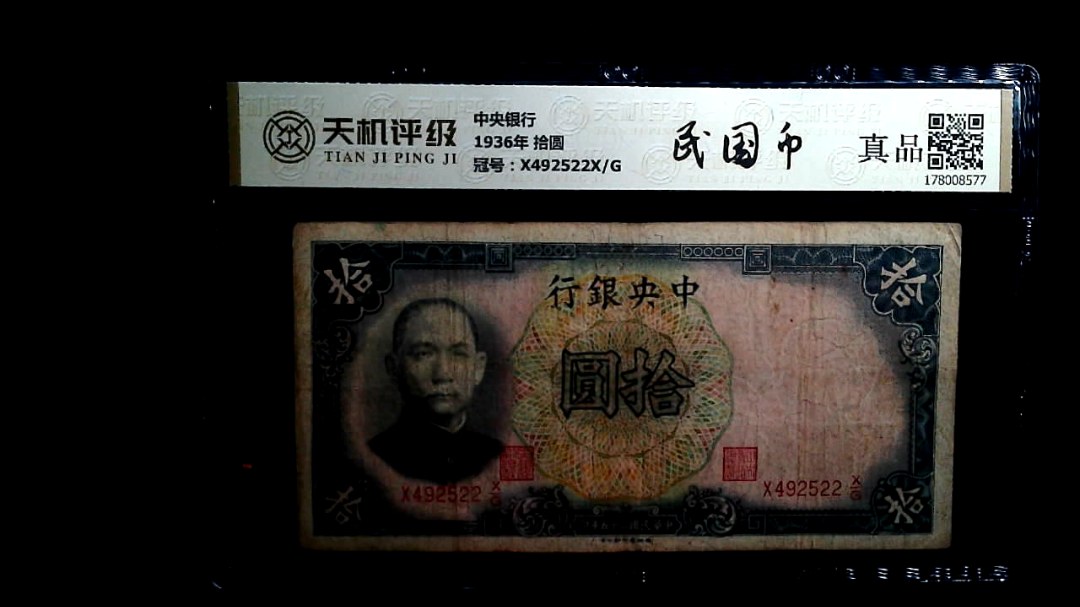 天机评级
TIAN JI PING JI
中央银行
1936年 拾圆
冠号：X492522X/G
民国币
真品
178008577
拾
拾
行銀央中
圓拾
X492522 X/G
X492522 X/G
拾
拾